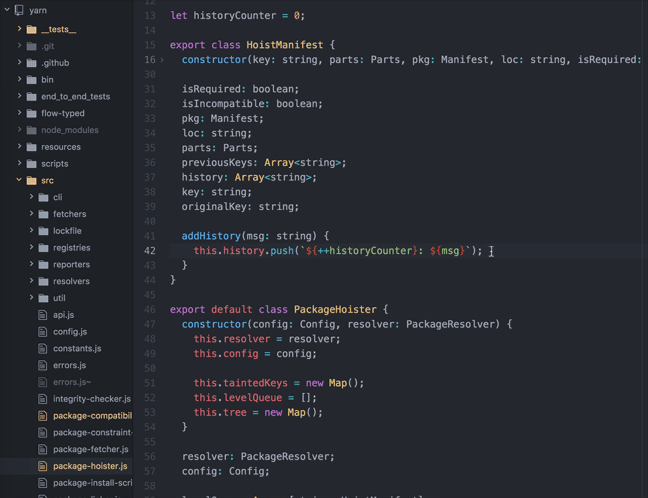 yarn
__tests__
.git
.github
bin
end_to_end_tests
flow-typed
node_modules
resources
scripts
src
cli
fetchers
lockfile
registries
reporters
resolvers
util
api.js
config.js
constants.js
errors.js
errors.js~
integrity-checker.js
package-compatibil
package-constraint-
package-fetcher.js
package-hoister.js
package-install-scri
12
13 let historyCounter = 0;
14
15 export class HoistManifest {
16 constructor(key: string, parts: Parts, pkg: Manifest, loc: string, isRequired:
30
31 isRequired: boolean;
32 isIncompatible: boolean;
33 pkg: Manifest;
34 loc: string;
35 parts: Parts;
36 previousKeys: Array<string>;
37 history: Array<string>;
38 key: string;
39 originalKey: string;
40
41 addHistory(msg: string) {
42 this.history.push(`${++historyCounter}: ${msg}`);
43 }
44 }
45
46 export default class PackageHoister {
47 constructor(config: Config, resolver: PackageResolver) {
48 this.resolver = resolver;
49 this.config = config;
50
51 this.taintedKeys = new Map();
52 this.levelQueue = [];
53 this.tree = new Map();
54 }
55
56 resolver: PackageResolver;
57 config: Config;
58